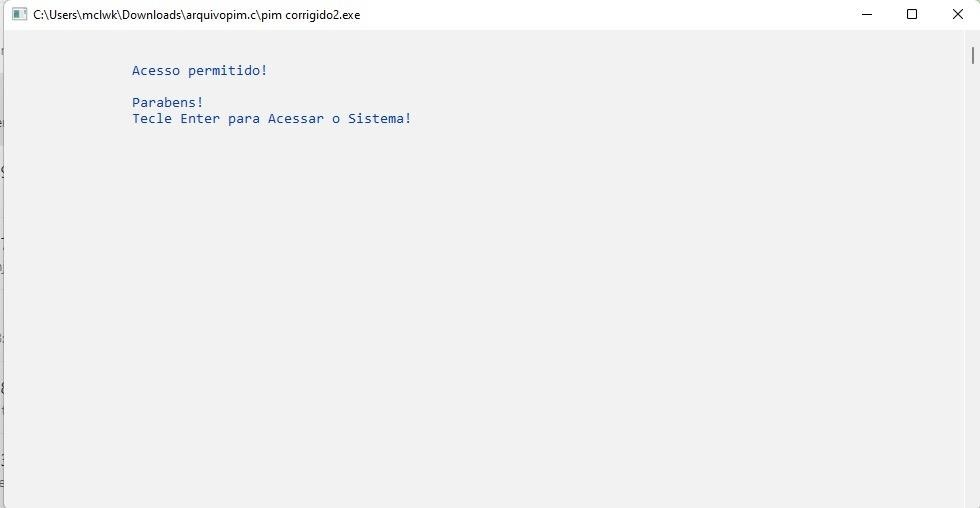 C:\Users\mclwk\Downloads\arquivopim.c\pim corrigido2.exe
Acesso permitido!
Parabens!
Tecle Enter para Acessar o Sistema!